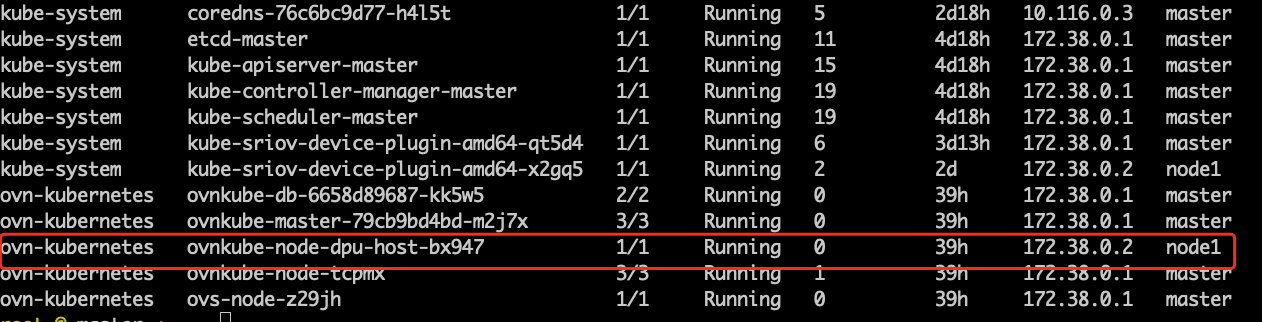 kube-system coredns-76c6bc9d77-h4l5t 1/1 Running 5 2d18h 10.116.0.3 master
kube-system etcd-master 1/1 Running 11 4d18h 172.38.0.1 master
kube-system kube-apiserver-master 1/1 Running 15 4d18h 172.38.0.1 master
kube-system kube-controller-manager-master 1/1 Running 19 4d18h 172.38.0.1 master
kube-system kube-scheduler-master 1/1 Running 19 4d18h 172.38.0.1 master
kube-system kube-sriov-device-plugin-amd64-qt5d4 1/1 Running 6 3d13h 172.38.0.1 master
kube-system kube-sriov-device-plugin-amd64-x2gq5 1/1 Running 2 2d 172.38.0.2 node1
ovn-kubernetes ovnkube-db-6658d89687-kk5w5 2/2 Running 0 39h 172.38.0.1 master
ovn-kubernetes ovnkube-master-79cb9bd4bd-m2j7x 3/3 Running 0 39h 172.38.0.1 master
ovn-kubernetes ovnkube-node-dpu-host-bx947 1/1 Running 0 39h 172.38.0.2 node1
ovn-kubernetes ovnkube-node-tcpmx 3/3 Running 1 39h 172.38.0.1 master
ovn-kubernetes ovs-node-z29jh 1/1 Running 0 39h 172.38.0.1 master